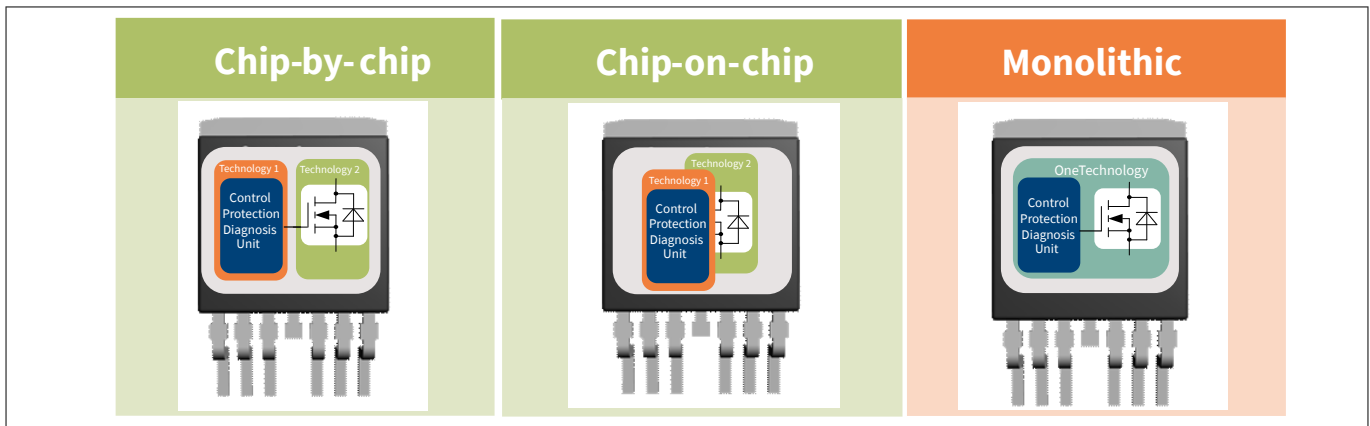 Chip-by-chip
Chip-on-chip
Monolithic
Technology 1
Technology 2
Control
Protection
Diagnosis
Unit
Technology 2
Technology 1
Control
Protection
Diagnosis
Unit
OneTechnology
Control
Protection
Diagnosis
Unit